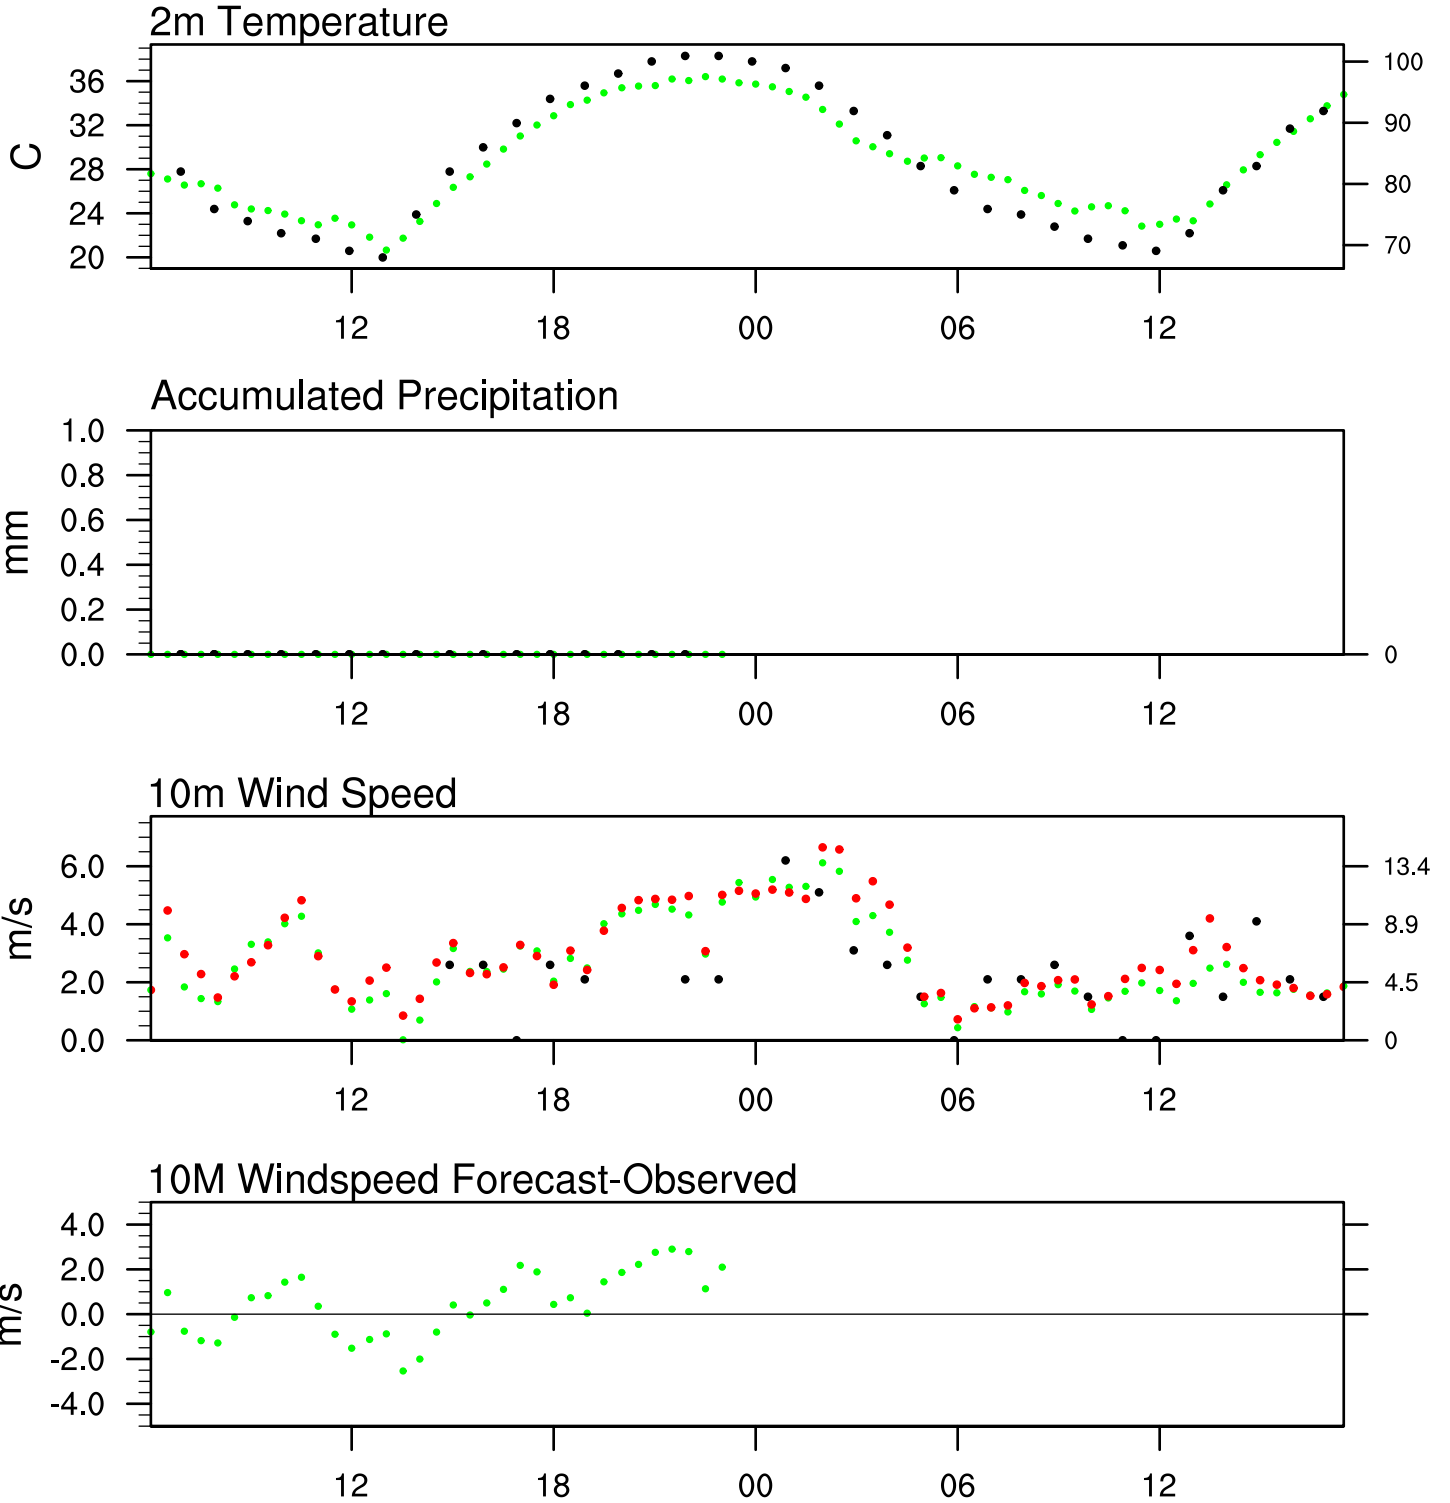 2m Temperature
36
32
28
24
20
C
100
90
80
70
12 18 00 06 12
Accumulated Precipitation
1.0
0.8
0.6
0.4
0.2
0.0
mm
0
12 18 00 06 12
10m Wind Speed
6.0
4.0
2.0
0.0
m/s
13.4
8.9
4.5
0
12 18 00 06 12
10M Windspeed Forecast-Observed
4.0
2.0
0.0
-2.0
-4.0
m/s
12 18 00 06 12